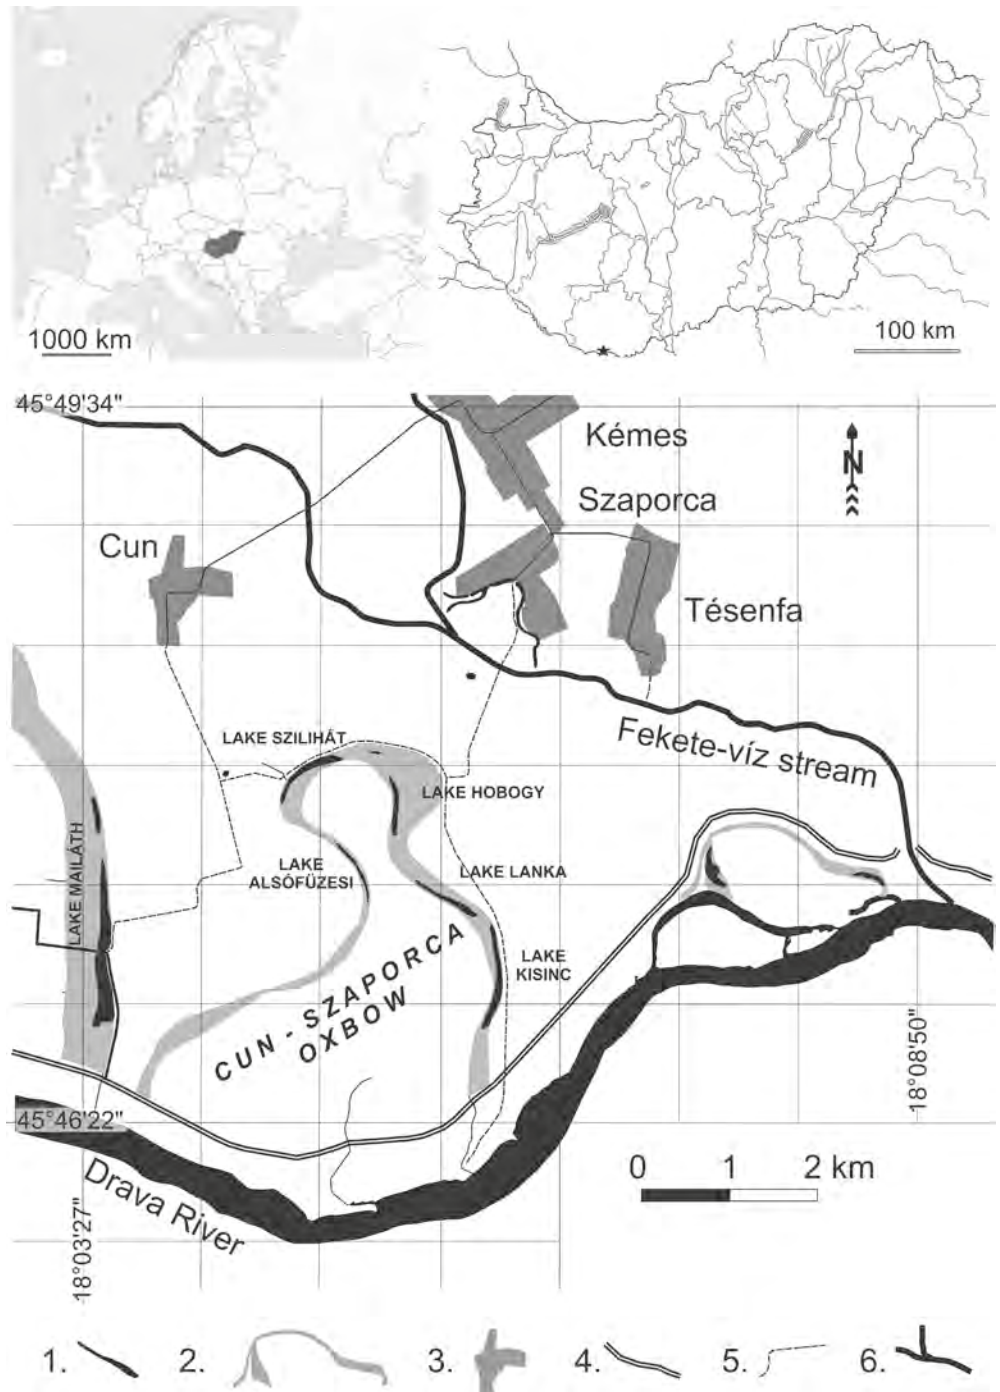 1000 km
100 km
45°49'34"
Kémes
N
Szaporca
Cun
Tésenfa
LAKE SZILIHÁT
Fekete-víz stream
LAKE HOBOGY
LAKE MAILÁTH
LAKE
ALSÓFÜZESI
LAKE LANKA
LAKE
KISINC
CUN - SZAPORCA
OXBOW
18°08'50"
45°46'22"
0 1 2 km
Drava River
18°03'27"
1. 2. 3. 4. 5. 6.